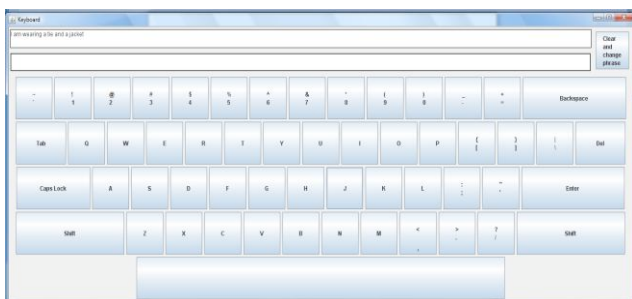 Keyboard
I am wearing a tie and a jacket
Clear
and
change
phrase
! @ # $ % ^ & * ( ) - +
1 2 3 4 5 6 7 8 9 0 - =
Backspace
Tab Q W E R T Y U I O P { } | Del
[ ] \
Caps Lock A S D F G H J K L : Enter
;
Shift Z X C V B N M < > ? Shift
, . /